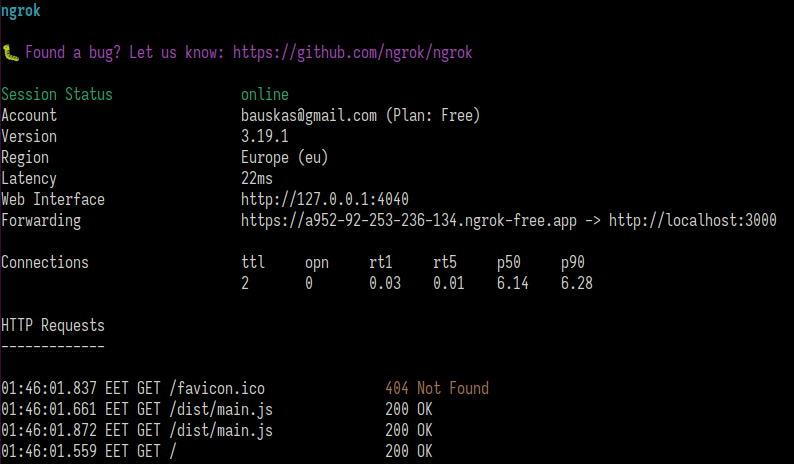 ngrok
🐛 Found a bug? Let us know: https://github.com/ngrok/ngrok
Session Status online
Account bauskas@gmail.com (Plan: Free)
Version 3.19.1
Region Europe (eu)
Latency 22ms
Web Interface http://127.0.0.1:4040
Forwarding https://a952-92-253-236-134.ngrok-free.app -> http://localhost:3000
Connections ttl opn rt1 rt5 p50 p90
2 0 0.03 0.01 6.14 6.28
HTTP Requests
-------------
01:46:01.837 EET GET /favicon.ico 404 Not Found
01:46:01.661 EET GET /dist/main.js 200 OK
01:46:01.872 EET GET /dist/main.js 200 OK
01:46:01.559 EET GET / 200 OK